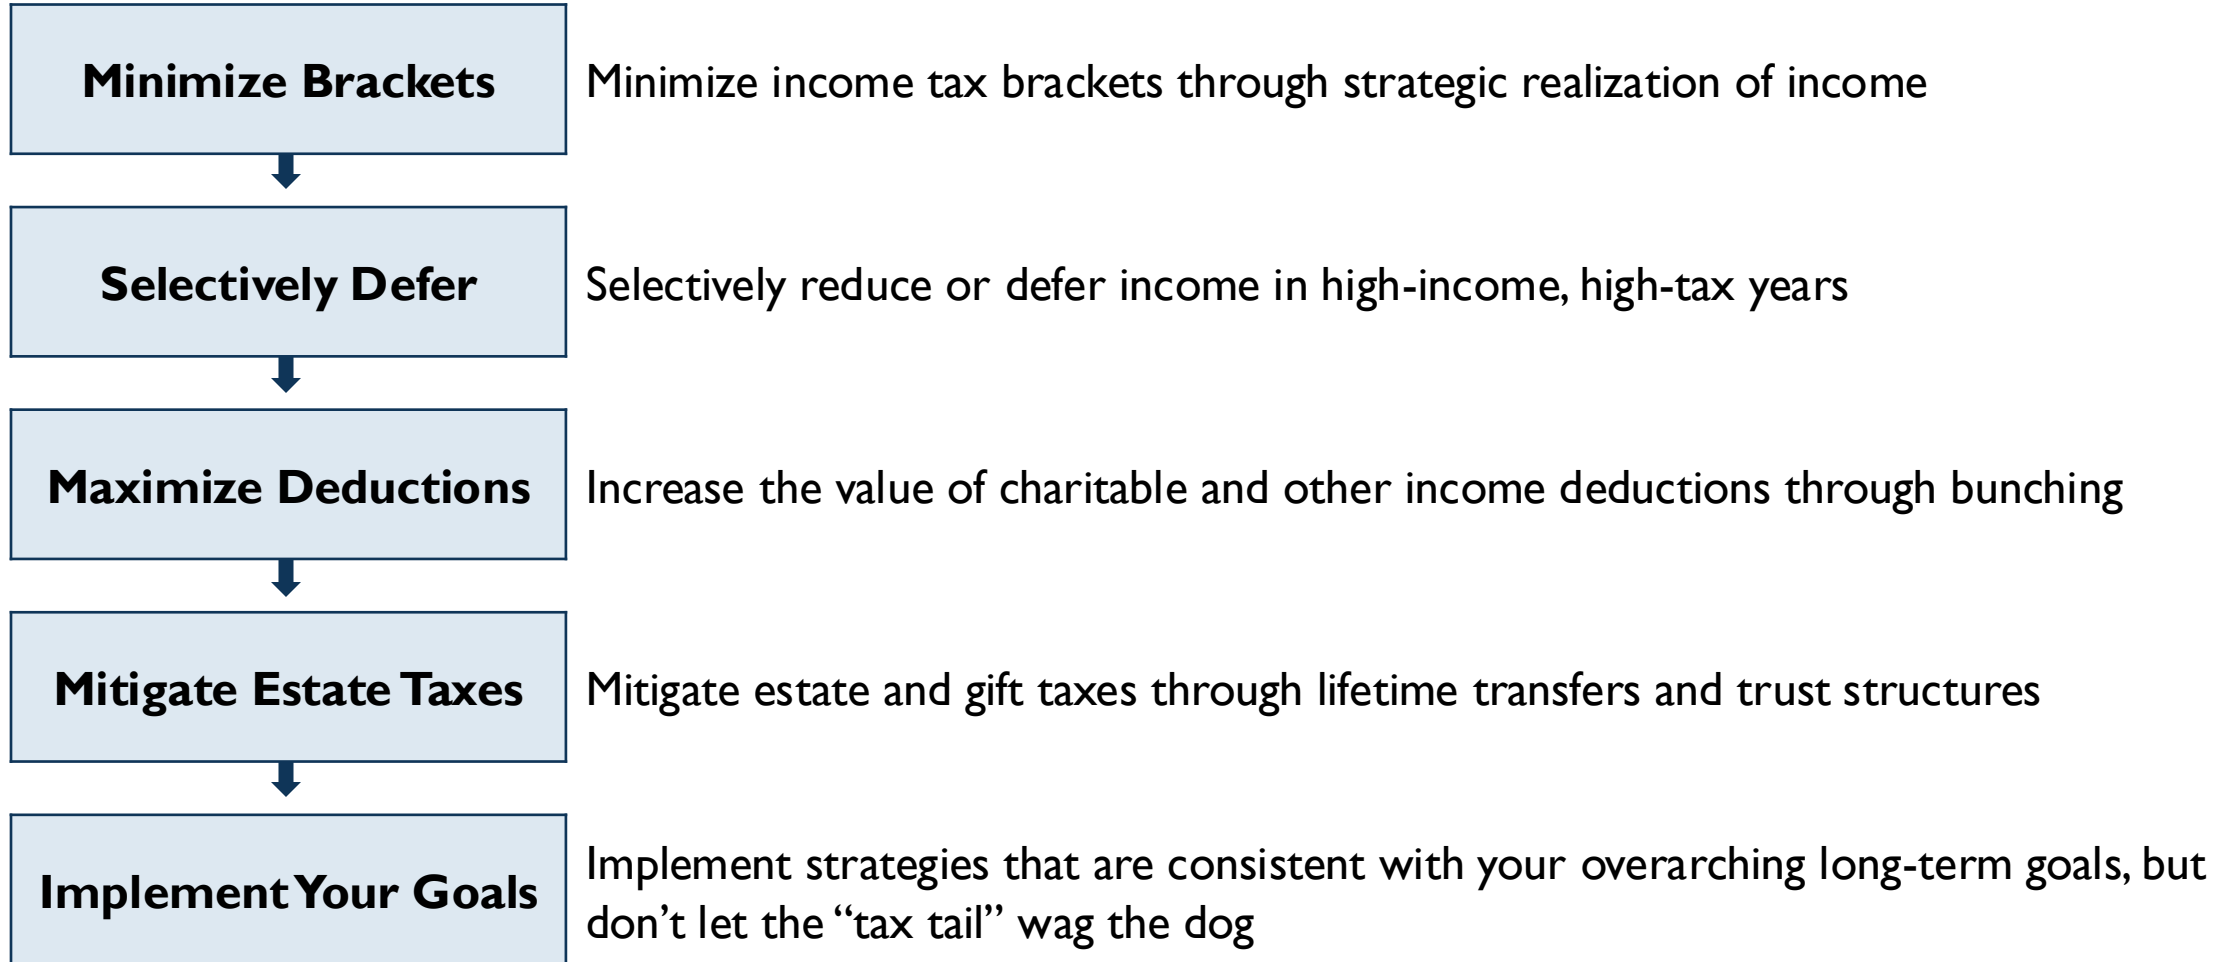 Minimize Brackets
Minimize income tax brackets through strategic realization of income
Selectively Defer
Selectively reduce or defer income in high-income, high-tax years
Maximize Deductions
Increase the value of charitable and other income deductions through bunching
Mitigate Estate Taxes
Mitigate estate and gift taxes through lifetime transfers and trust structures
Implement Your Goals
Implement strategies that are consistent with your overarching long-term goals, but
don’t let the “tax tail” wag the dog